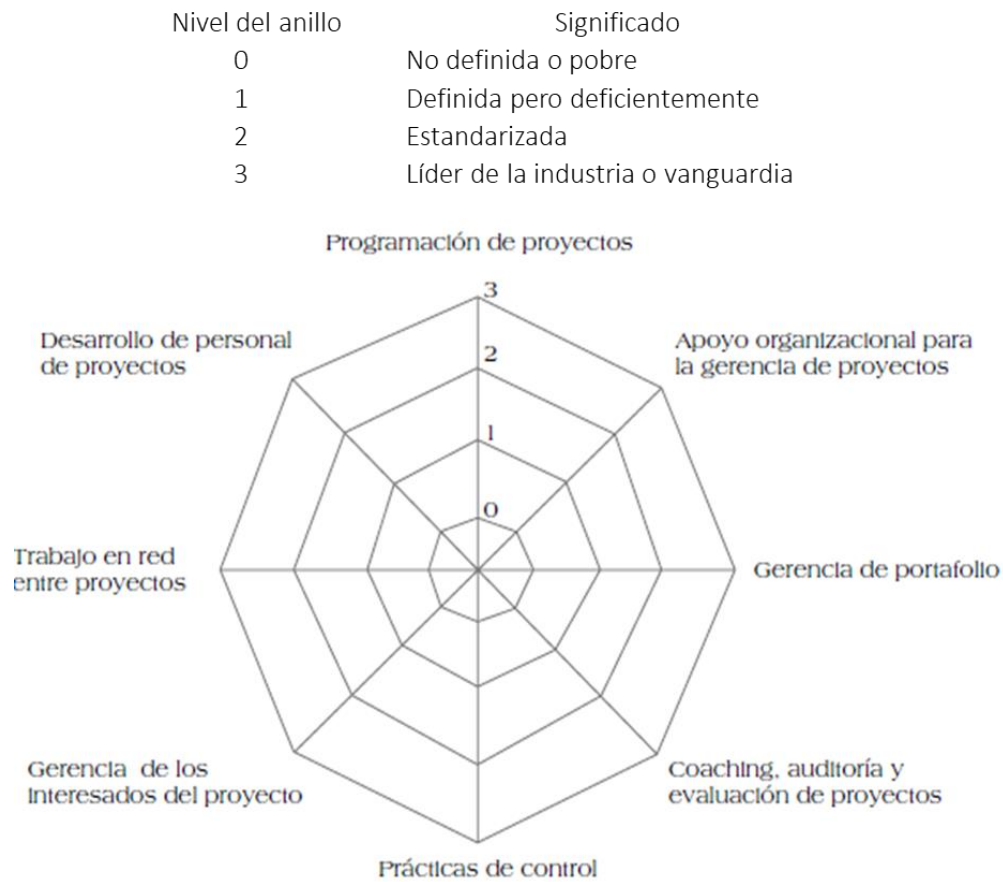 Nivel del anillo Significado
0 No definida o pobre
1 Definida pero deficientemente
2 Estandarizada
3 Líder de la industria o vanguardia
Programación de proyectos
3
Desarrollo de personal
de proyectos
Apoyo organizacional para
la gerencia de proyectos
2
1
0
Trabajo en red
entre proyectos
Gerencia de portafolio
Gerencia de los
interesados del proyecto
Coaching, auditoría y
evaluación de proyectos
Prácticas de control